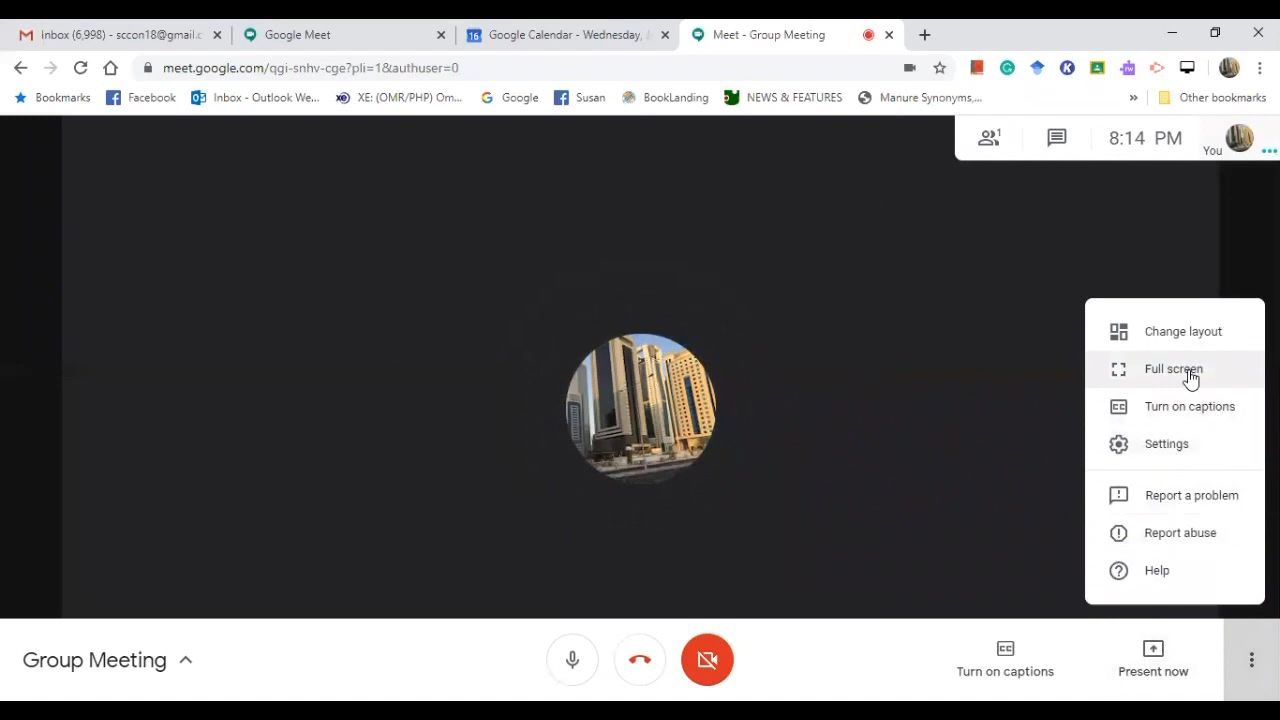 Inbox (6,998) - sccon18@gmail.c
Google Meet
Google Calendar - Wednesday,
Meet - Group Meeting
meet.google.com/qgi-snhv-cge?pli=1&authuser=0
Bookmarks
Facebook
Inbox - Outlook We...
XE: (OMR/PHP) Om...
Google
Susan
BookLanding
NEWS & FEATURES
Manure Synonyms,...
»
Other bookmarks
1
8:14 PM
You
Change layout
Full screen
Turn on captions
Settings
Report a problem
Report abuse
Help
Group Meeting
Turn on captions
Present now